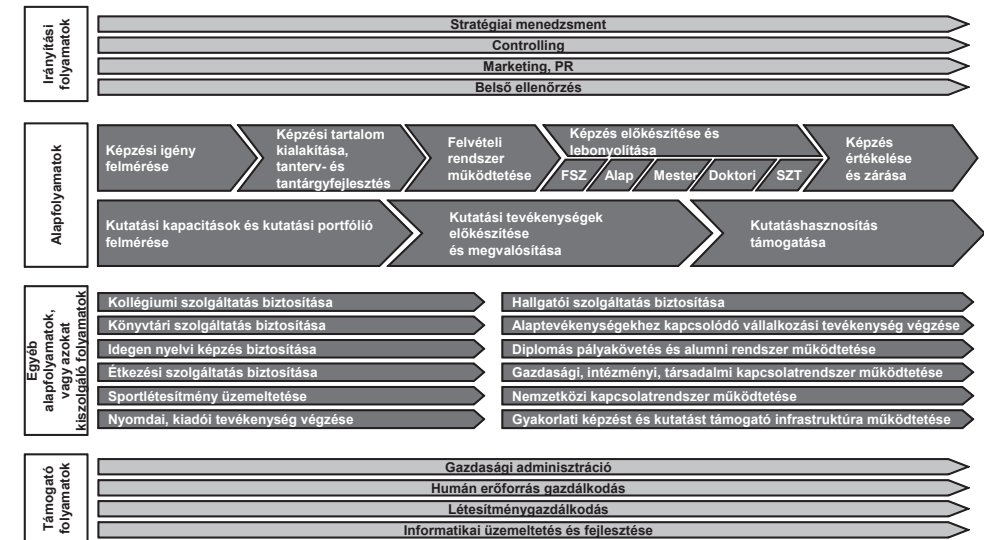 Irányítási
folyamatok
Stratégiai menedzsment
Controlling
Marketing, PR
Belső ellenőrzés
Alapfolyamatok
Képzési igény
felmérése
Képzési tartalom
kialakítása,
tanterv- és
tantárgyfejlesztés
Felvételi
rendszer
működtetése
Képzés előkészítése és
lebonyolítása
FSZ
Alap
Mester
Doktori
SZT
Képzés
értékelése
és zárása
Kutatási kapacitások és kutatási portfólió
felmérése
Kutatási tevékenységek
előkészítése
és megvalósítása
Kutatáshasznosítás
támogatása
Egyéb
alapfolyamatok,
vagy azokat
kiszolgáló folyamatok
Kollégiumi szolgáltatás biztosítása
Könyvtári szolgáltatás biztosítása
Idegen nyelvi képzés biztosítása
Étkezési szolgáltatás biztosítása
Sportlétesítmény üzemeltetése
Nyomdai, kiadói tevékenység végzése
Hallgatói szolgáltatás biztosítása
Alaptevékenységekhez kapcsolódó vállalkozási tevékenység végzése
Diplomás pályakövetés és alumni rendszer működtetése
Gazdasági, intézményi, társadalmi kapcsolatrendszer működtetése
Nemzetközi kapcsolatrendszer működtetése
Gyakorlati képzést és kutatást támogató infrastruktúra működtetése
Támogató
folyamatok
Gazdasági adminisztráció
Humán erőforrás gazdálkodás
Létesítménygazdálkodás
Informatikai üzemeltetés és fejlesztése